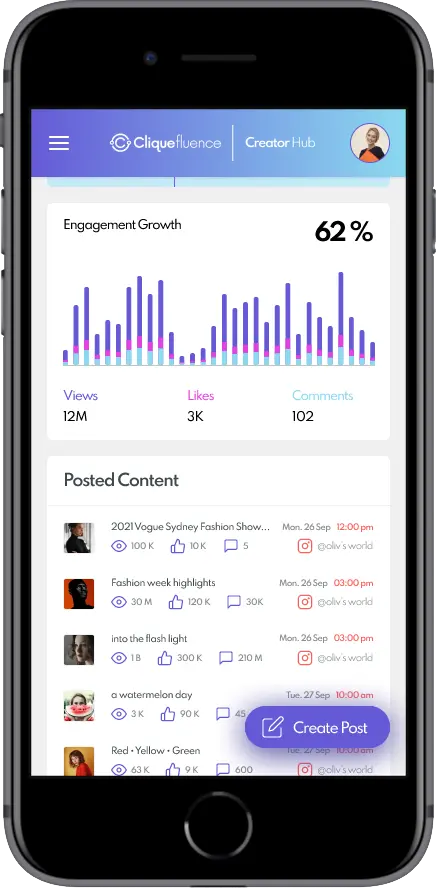 Cliquefluence Creator Hub
Engagement Growth 62 %
Views Likes Comments
12M 3K 102
Posted Content
2021 Vogue Sydney Fashion Show... Mon. 26 Sep 12:00 pm
100 K 10 K 5 @oliv's world
Fashion week highlights Mon. 26 Sep 03:00 pm
30 M 120 K 30K @oliv's world
into the flash light Mon. 26 Sep 03:00 pm
1 B 300 K 210 M @oliv's world
a watermelon day Tue. 27 Sep 10:00 am
3 K 90 K 45
Create Post
Red • Yellow • Green Tue. 27 Sep 10:00 am
63 K 9 K 600 @oliv's world